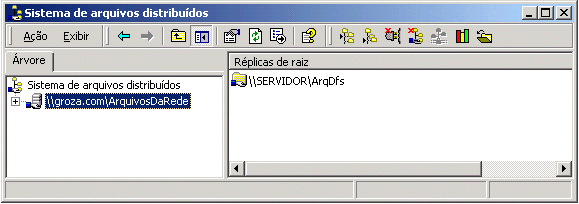 Sistema de arquivos distribuídos
Ação Exibir
Árvore
Sistema de arquivos distribuídos
\\groza.com\ArquivosDaRede
Réplicas de raiz
\\SERVIDOR\ArqDfs